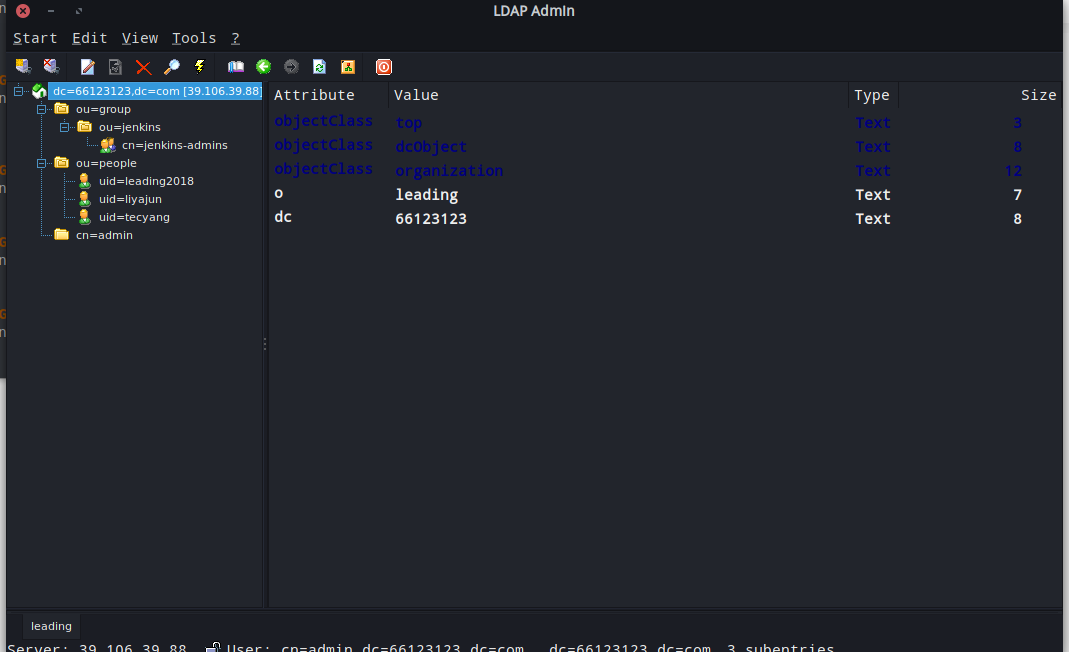 LDAP AdmIn
Start Edit View Tools ?
dc=66123123,dc=com [39.106.39.88]
ou=group
ou=jenkins
cn=jenkins-admins
ou=people
uid=leading2018
uid=liyajun
uid=tecyang
cn=admin
Attribute Value Type Size
objectClass top Text 3
objectClass dcObject Text 8
objectClass organization Text 12
o leading Text 7
dc 66123123 Text 8
leading
Server: 39.106.39.88 User: cn=admin,dc=66123123,dc=com dc=66123123,dc=com 3 subentries